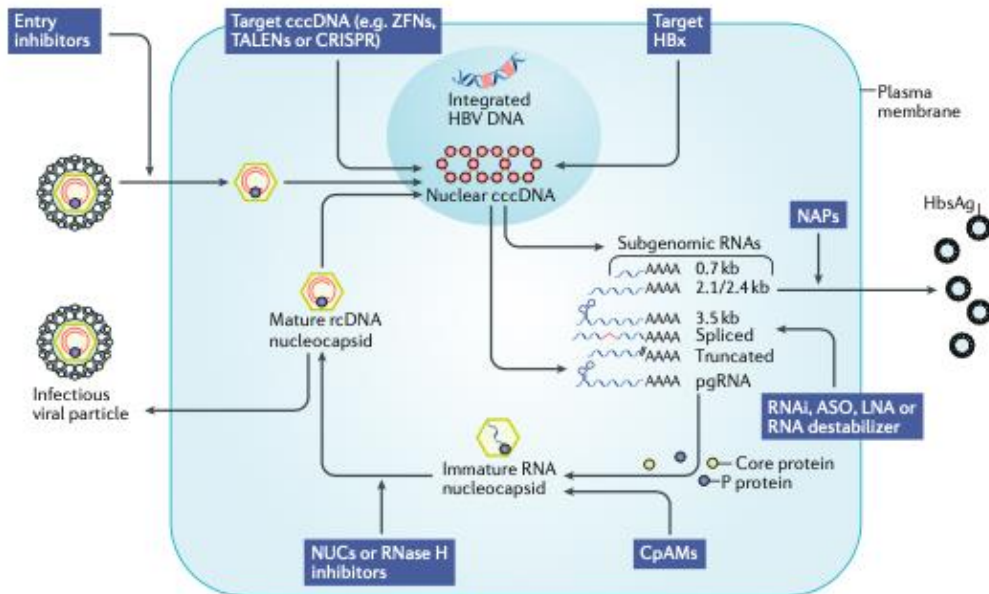 Entry
inhibitors
Target cccDNA (e.g. ZFNs,
TALENs or CRISPR)
Target
HBx
Plasma
membrane
Integrated
HBV DNA
Nuclear cccDNA
HbsAg
NAPs
Subgenomic RNAs
AAAA 0.7 kb
AAAA 2.1/2.4 kb
AAAA 3.5 kb
AAAA Spliced
AAAA Truncated
AAAA pgRNA
Mature rcDNA
nucleocapsid
Infectious
viral particle
RNAi, ASO, LNA or
RNA destabilizer
Immature RNA
nucleocapsid
Core protein
P protein
NUCs or RNase H
inhibitors
CpAMs